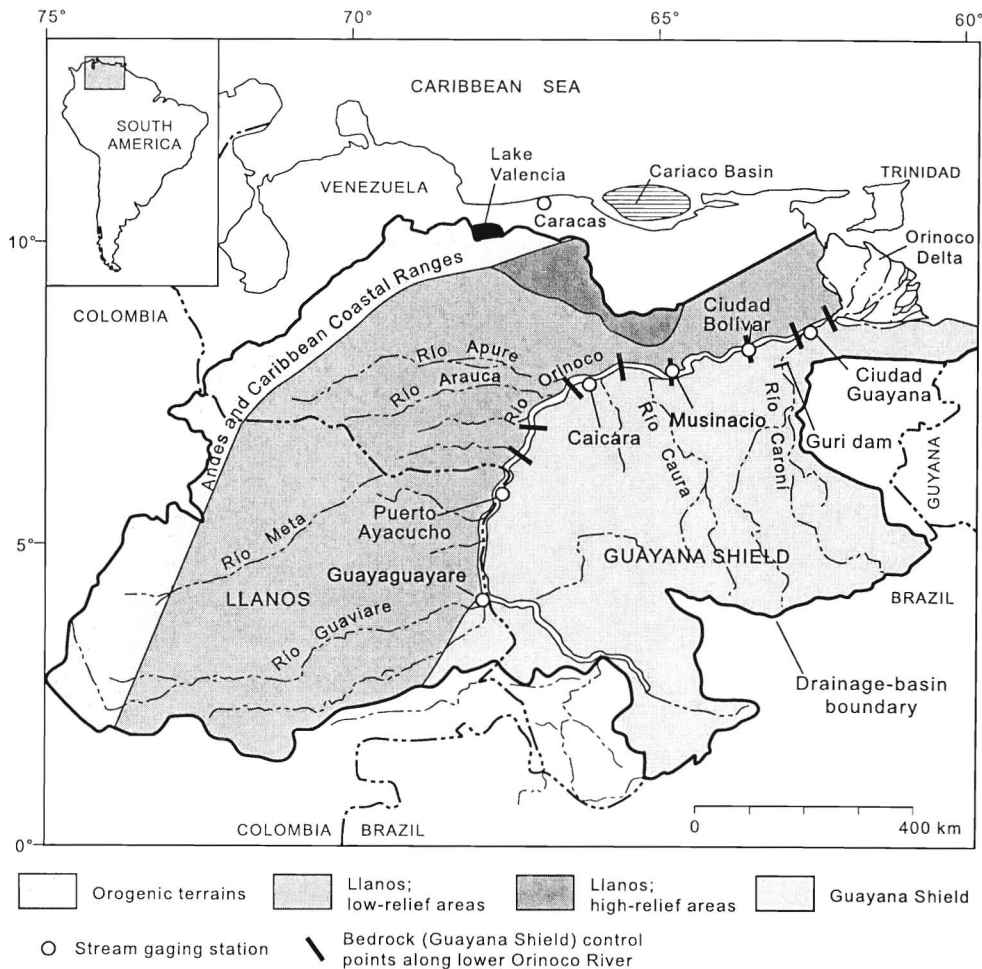 75°
70°
65°
60°
CARIBBEAN SEA
SOUTH
AMERICA
Lake
Valencia
VENEZUELA
Cariaco Basin
TRINIDAD
Caracas
Orinoco
Delta
10°
COLOMBIA
Andes and Caribbean Coastal Ranges
Ciudad
Bolívar
Río Apure
Río Orinoco
Río Arauca
Ciudad
Guayana
Musinacio
Caicara
Río Caura
Río Caroní
Guri dam
GUYANA
Puerto
Ayacucho
5°
Río Meta
GUAYANA SHIELD
Guayaguayare
LLANOS
BRAZIL
Río Guaviare
Drainage-basin
boundary
0 400 km
COLOMBIA BRAZIL
0°
Orogenic terrains
Llanos;
low-relief areas
Llanos;
high-relief areas
Guayana Shield
Stream gaging station
Bedrock (Guayana Shield) control
points along lower Orinoco River